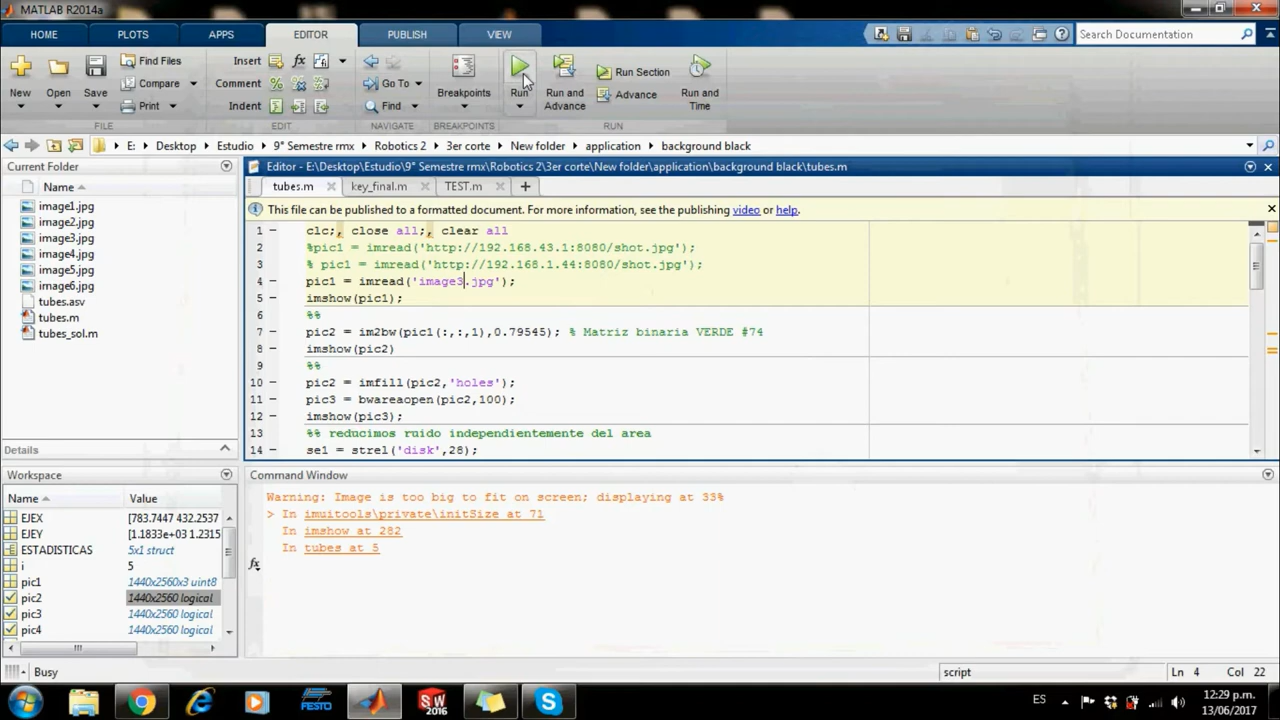 MATLAB R2014a
HOME PLOTS APPS EDITOR PUBLISH VIEW Search Documentation
New Open Save Find Files Compare Print Insert Comment Indent Go To Find Breakpoints Run Run and Advance Run Section Advance Run and Time
FILE EDIT NAVIGATE BREAKPOINTS RUN
E: Desktop Estudio 9° Semestre rmx Robotics 2 3er corte New folder application background black
Current Folder
Name
image1.jpg
image2.jpg
image3.jpg
image4.jpg
image5.jpg
image6.jpg
tubes.asv
tubes.m
tubes_sol.m
Details
Workspace
Name Value
EJEX [783.7447 432.2537
EJEY [1.1833e+03 1.2315
ESTADISTICAS 5x1 struct
i 5
pic1 1440x2560x3 uint8
pic2 1440x2560 logical
pic3 1440x2560 logical
pic4 1440x2560 logical
Editor - E:\Desktop\Estudio\9° Semestre rmx\Robotics 2\3er corte\New folder\application\background black\tubes.m
tubes.m key_final.m TEST.m
This file can be published to a formatted document. For more information, see the publishing video or help.
1 clc;, close all;, clear all
2 %pic1 = imread('http://192.168.43.1:8080/shot.jpg');
3 % pic1 = imread('http://192.168.1.44:8080/shot.jpg');
4 pic1 = imread('image3.jpg');
5 imshow(pic1);
6 %%
7 pic2 = im2bw(pic1(:,:,1),0.79545); % Matriz binaria VERDE #74
8 imshow(pic2)
9 %%
10 pic2 = imfill(pic2,'holes');
11 pic3 = bwareaopen(pic2,100);
12 imshow(pic3);
13 %% reducimos ruido independientemente del area
14 se1 = strel('disk',28);
Command Window
Warning: Image is too big to fit on screen; displaying at 33%
> In imuitools\private\initSize at 71
In imshow at 282
In tubes at 5
fx
Busy script Ln 4 Col 22
FESTO SW 2016 ES 12:29 p.m.
13/06/2017